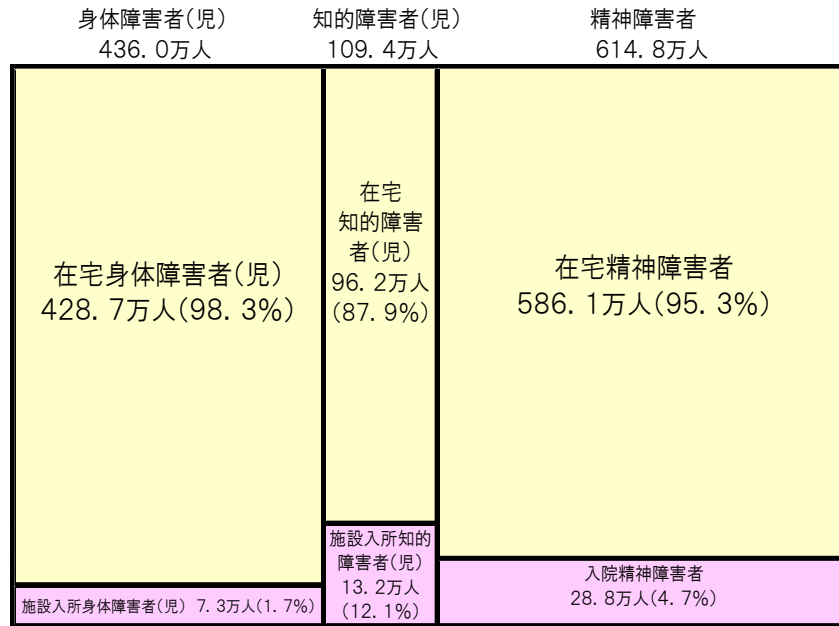 身体障害者(児)
436.0万人
知的障害者(児)
109.4万人
精神障害者
614.8万人
在宅身体障害者(児)
428.7万人(98.3%)
在宅
知的障害
者(児)
96.2万人
(87.9%)
在宅精神障害者
586.1万人(95.3%)
施設入所身体障害者(児) 7.3万人(1.7%)
施設入所知的
障害者(児)
13.2万人
(12.1%)
入院精神障害者
28.8万人(4.7%)